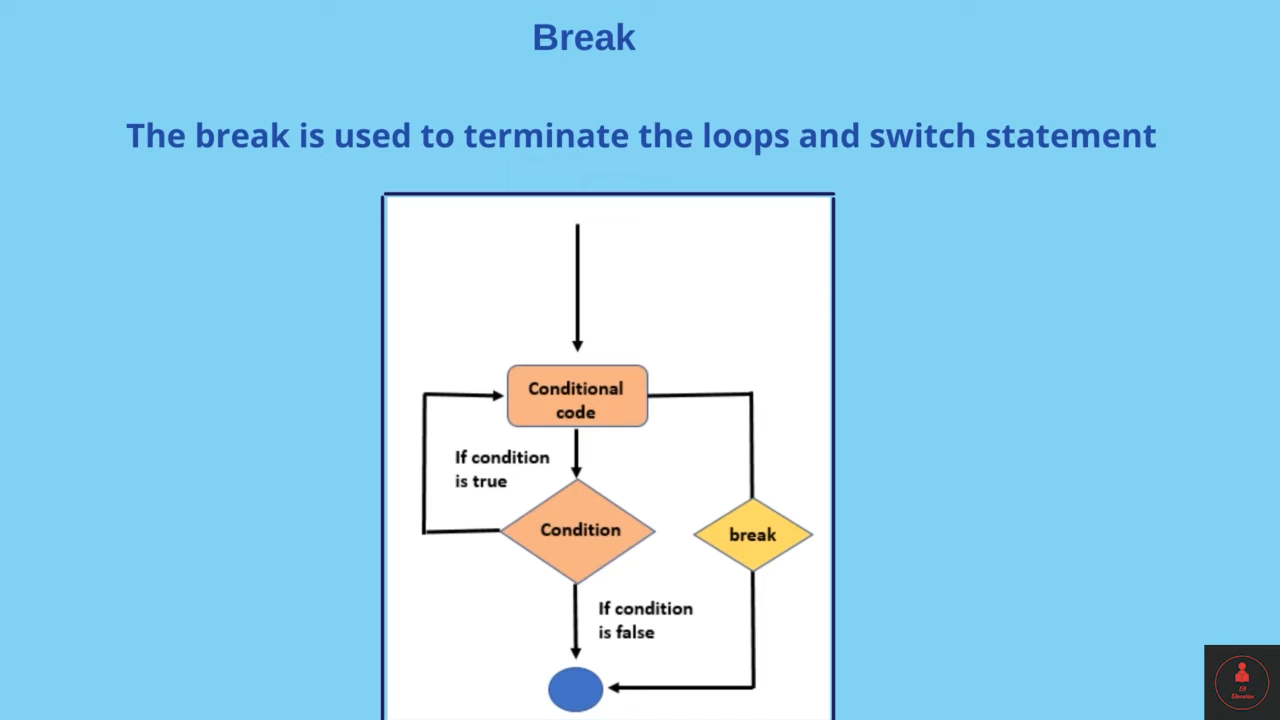 Break
The break is used to terminate the loops and switch statement
Conditional
code
If condition
is true
Condition
break
If condition
is false
Education